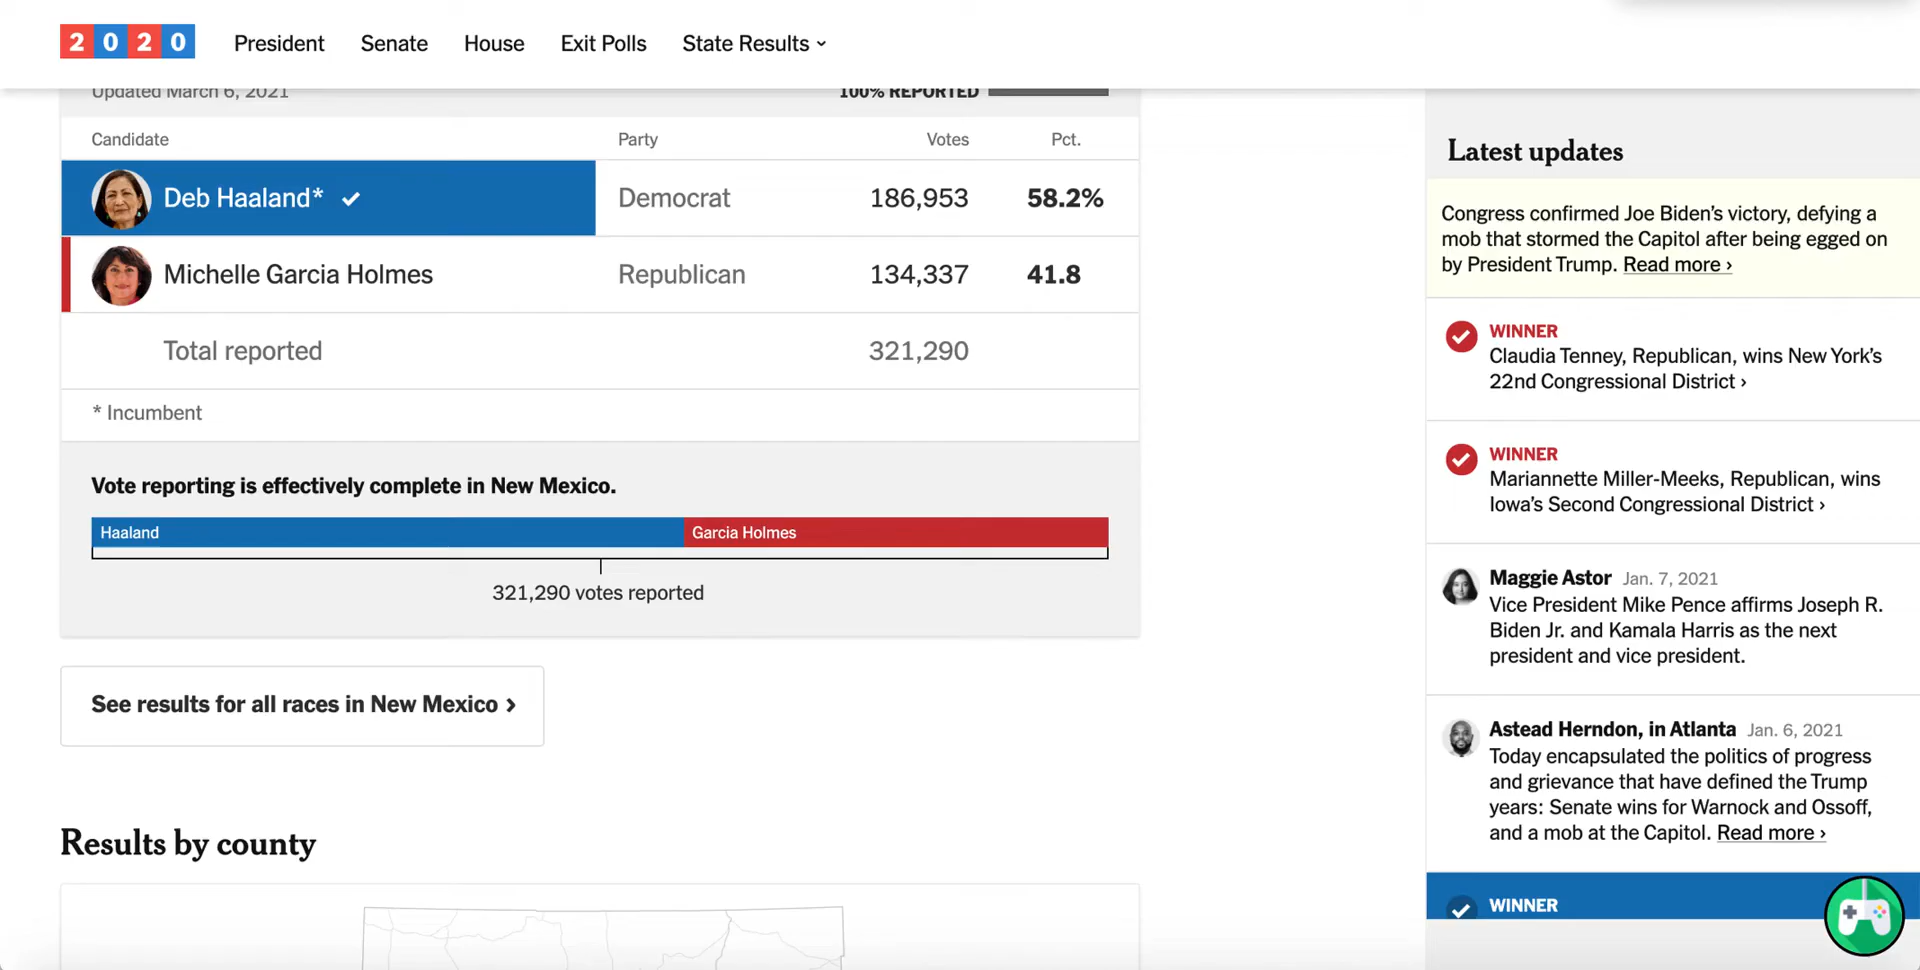 2020
President
Senate
House
Exit Polls
State Results
Updated March 6, 2021
100% REPORTED
Candidate
Party
Votes
Pct.
Deb Haaland*
Democrat
186,953
58.2%
Michelle Garcia Holmes
Republican
134,337
41.8
Total reported
321,290
* Incumbent
Vote reporting is effectively complete in New Mexico.
Haaland
Garcia Holmes
321,290 votes reported
See results for all races in New Mexico ›
Results by county
Latest updates
Congress confirmed Joe Biden’s victory, defying a
mob that stormed the Capitol after being egged on
by President Trump. Read more ›
WINNER
Claudia Tenney, Republican, wins New York’s
22nd Congressional District ›
WINNER
Mariannette Miller-Meeks, Republican, wins
Iowa’s Second Congressional District ›
Maggie Astor Jan. 7, 2021
Vice President Mike Pence affirms Joseph R.
Biden Jr. and Kamala Harris as the next
president and vice president.
Astead Herndon, in Atlanta Jan. 6, 2021
Today encapsulated the politics of progress
and grievance that have defined the Trump
years: Senate wins for Warnock and Ossoff,
and a mob at the Capitol. Read more ›
WINNER